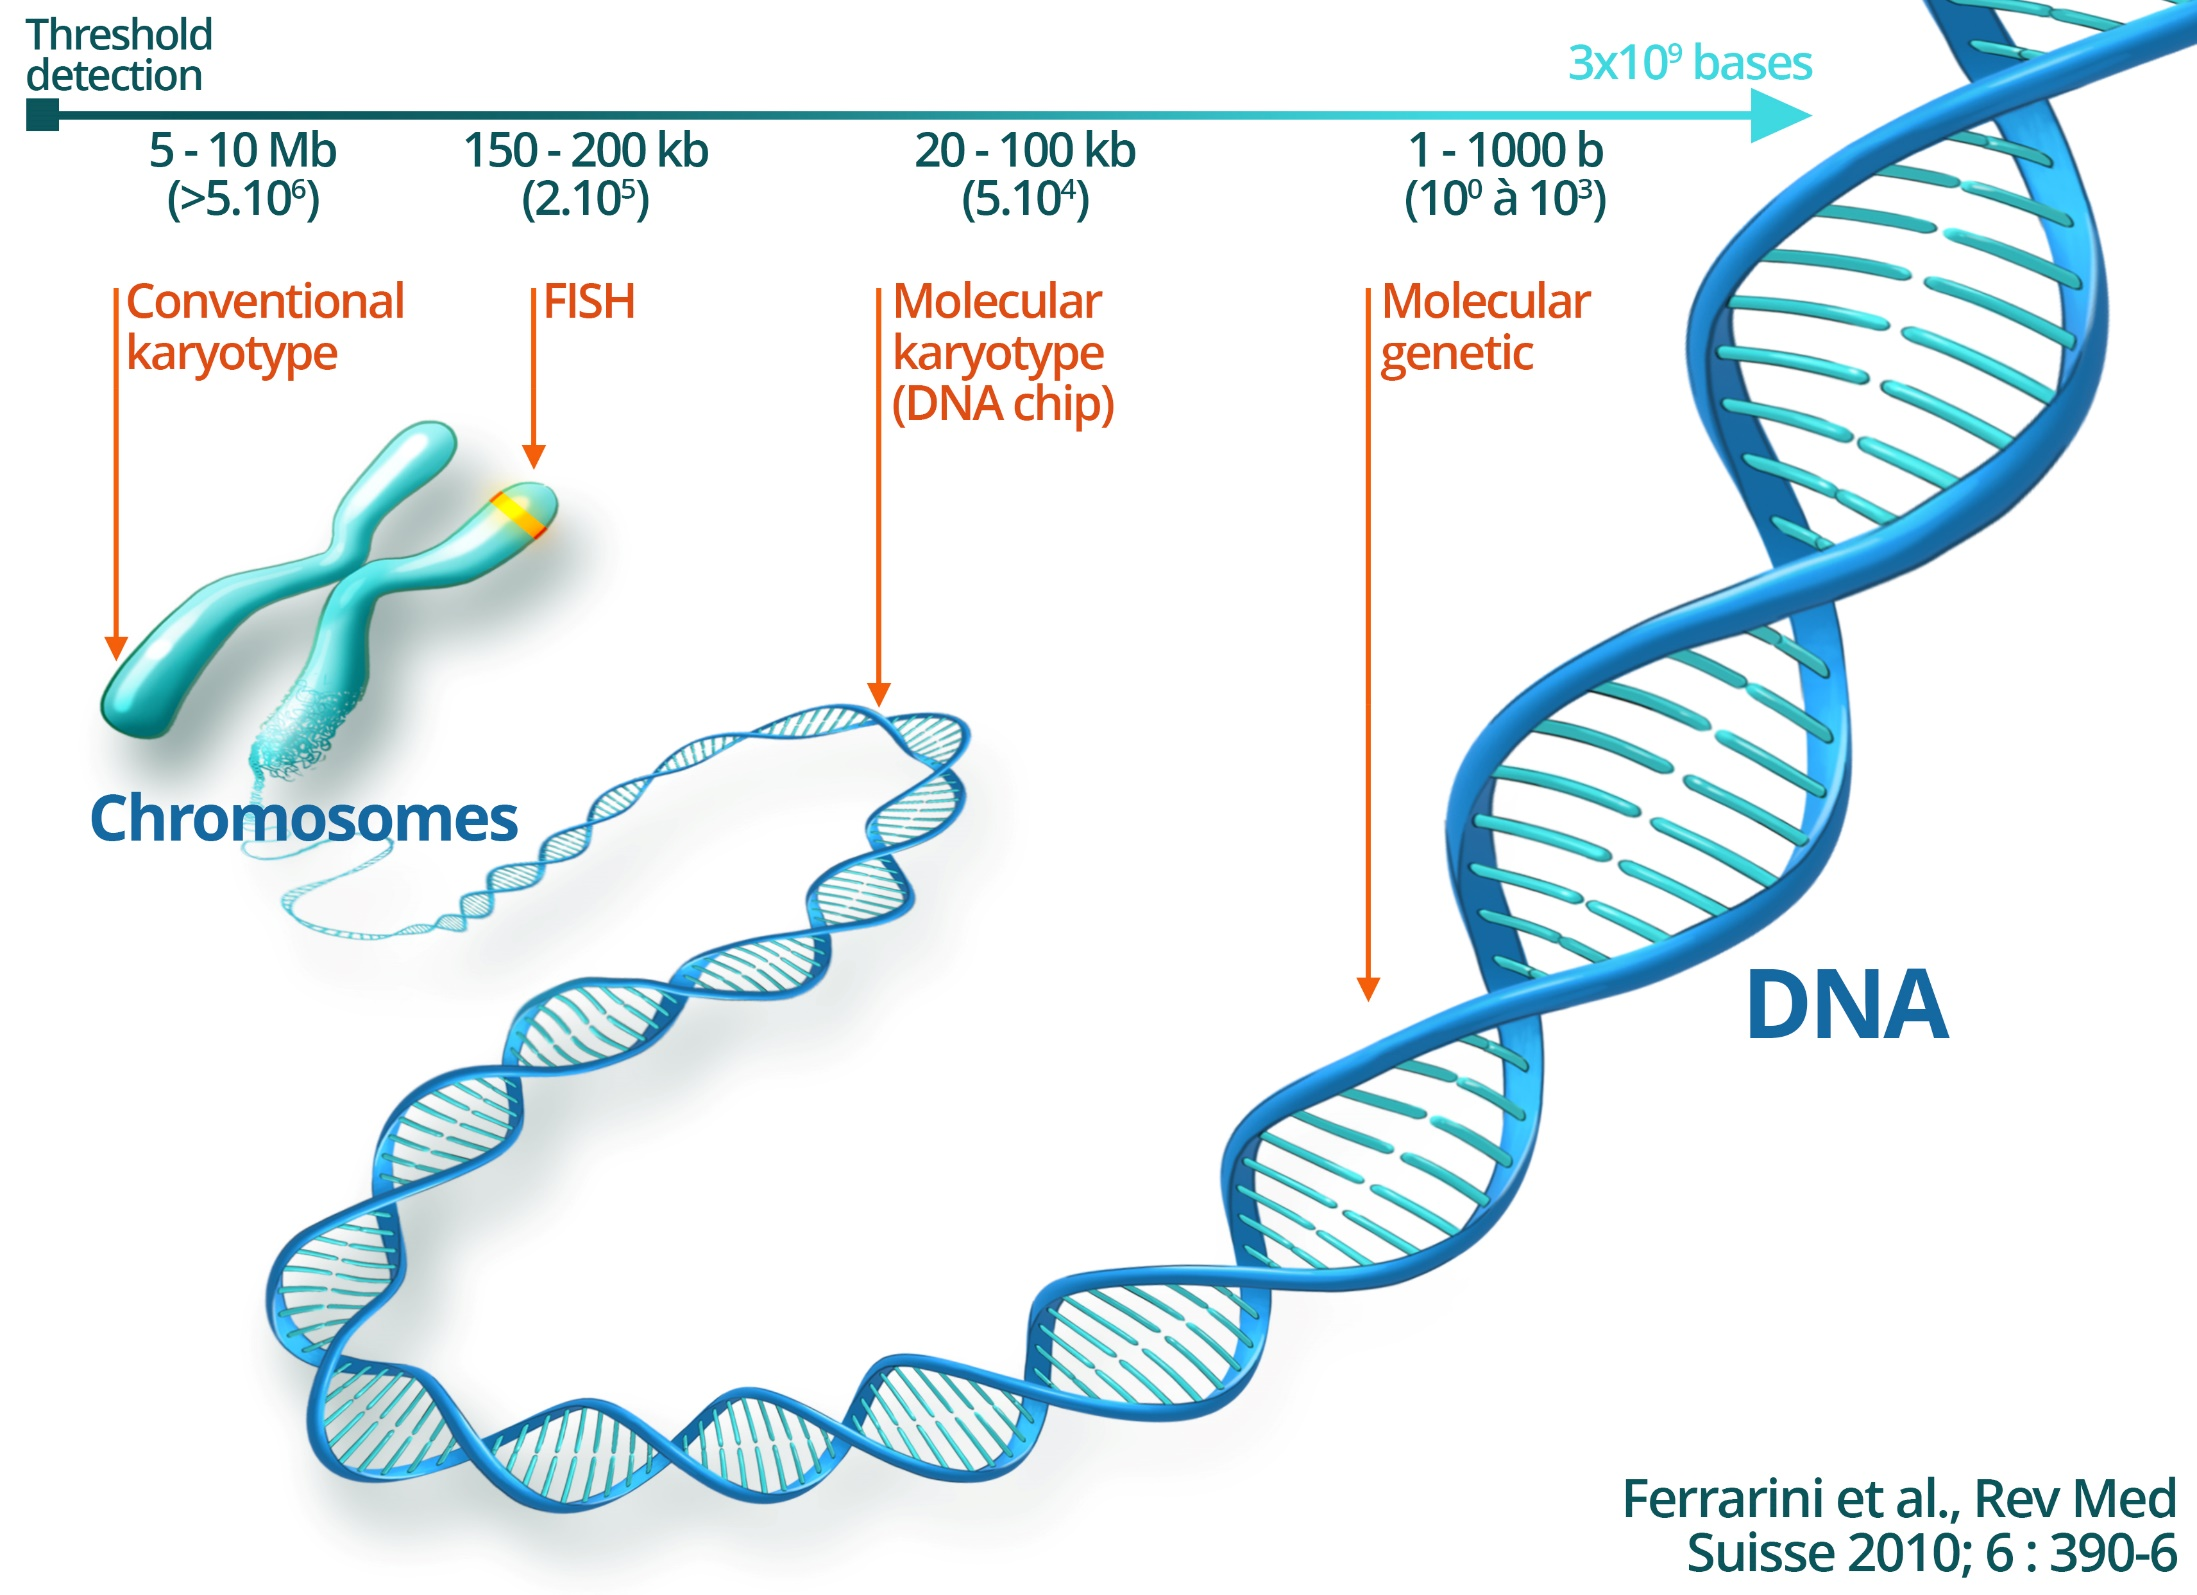 Threshold
detection
3x10⁹ bases
5 - 10 Mb
(>5.10⁶)
150 - 200 kb
(2.10⁵)
20 - 100 kb
(5.10⁴)
1 - 1000 b
(10⁰ à 10³)
Conventional
karyotype
FISH
Molecular
karyotype
(DNA chip)
Molecular
genetic
Chromosomes
DNA
Ferrarini et al., Rev Med
Suisse 2010; 6 : 390-6